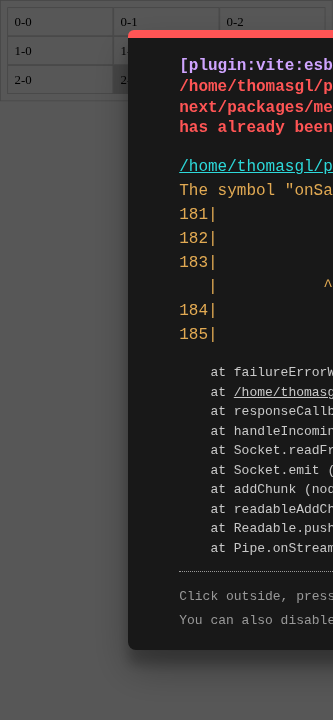 0-0 0-1 0-2
1-0
2-0
[plugin:vite:esb
/home/thomasgl/p
next/packages/me
has already been
/home/thomasgl/p
The symbol "onSa
181|
182|
183|
| ^
184|
185|
at failureErrorW
at /home/thomasg
at responseCallb
at handleIncomin
at Socket.readFr
at Socket.emit (
at addChunk (nod
at readableAddCh
at Readable.push
at Pipe.onStream
Click outside, press
You can also disable